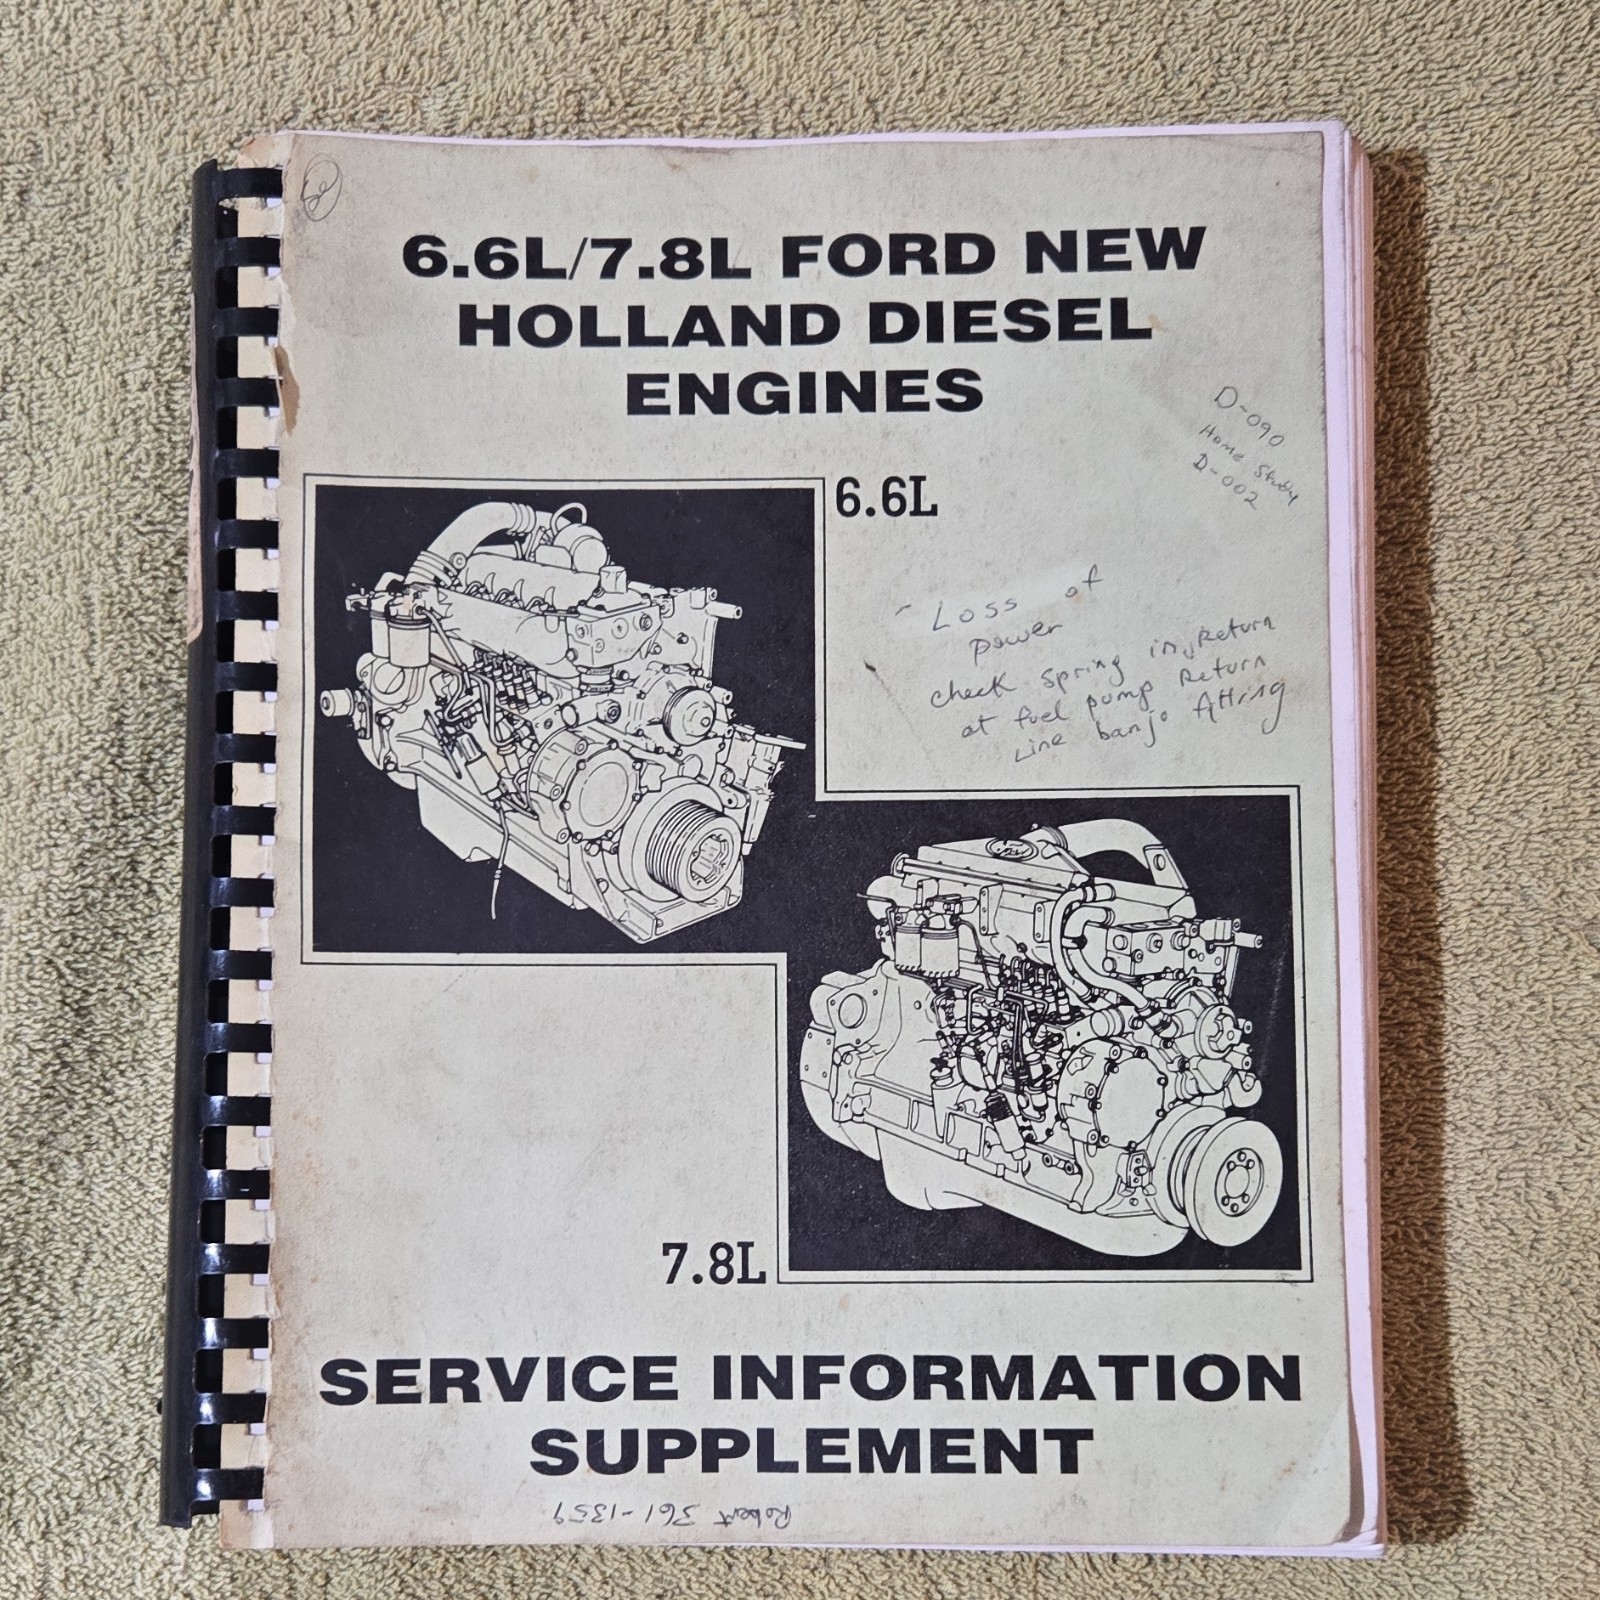 6.6L/7.8L FORD NEW
HOLLAND DIESEL
ENGINES
D-090
Home Study
D-002
6.6L
- Loss of
power
check spring in Return
at fuel pump Return
Line banjo
7.8L
SERVICE INFORMATION
SUPPLEMENT
Robert 361-1359